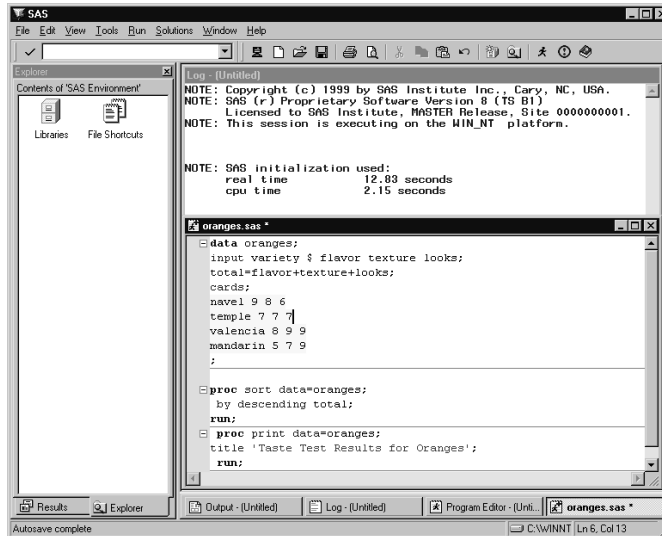 SAS
File Edit View Tools Run Solutions Window Help
Explorer
Contents of 'SAS Environment'
Libraries File Shortcuts
Log - (Untitled)
NOTE: Copyright (c) 1999 by SAS Institute Inc., Cary, NC, USA.
NOTE: SAS (r) Proprietary Software Version 8 (TS B1)
Licensed to SAS Institute, MASTER Release, Site 0000000001.
NOTE: This session is executing on the WIN_NT platform.
NOTE: SAS initialization used:
real time 12.83 seconds
cpu time 2.15 seconds
oranges.sas *
data oranges;
input variety $ flavor texture looks;
total=flavor+texture+looks;
cards;
navel 9 8 6
temple 7 7 7
valencia 8 9 9
mandarin 5 7 9
;
proc sort data=oranges;
by descending total;
run;
proc print data=oranges;
title 'Taste Test Results for Oranges';
run;
Results Explorer
Output - (Untitled) Log - (Untitled) Program Editor - (Unti... oranges.sas *
Autosave complete C:\WINNT Ln 6, Col 13